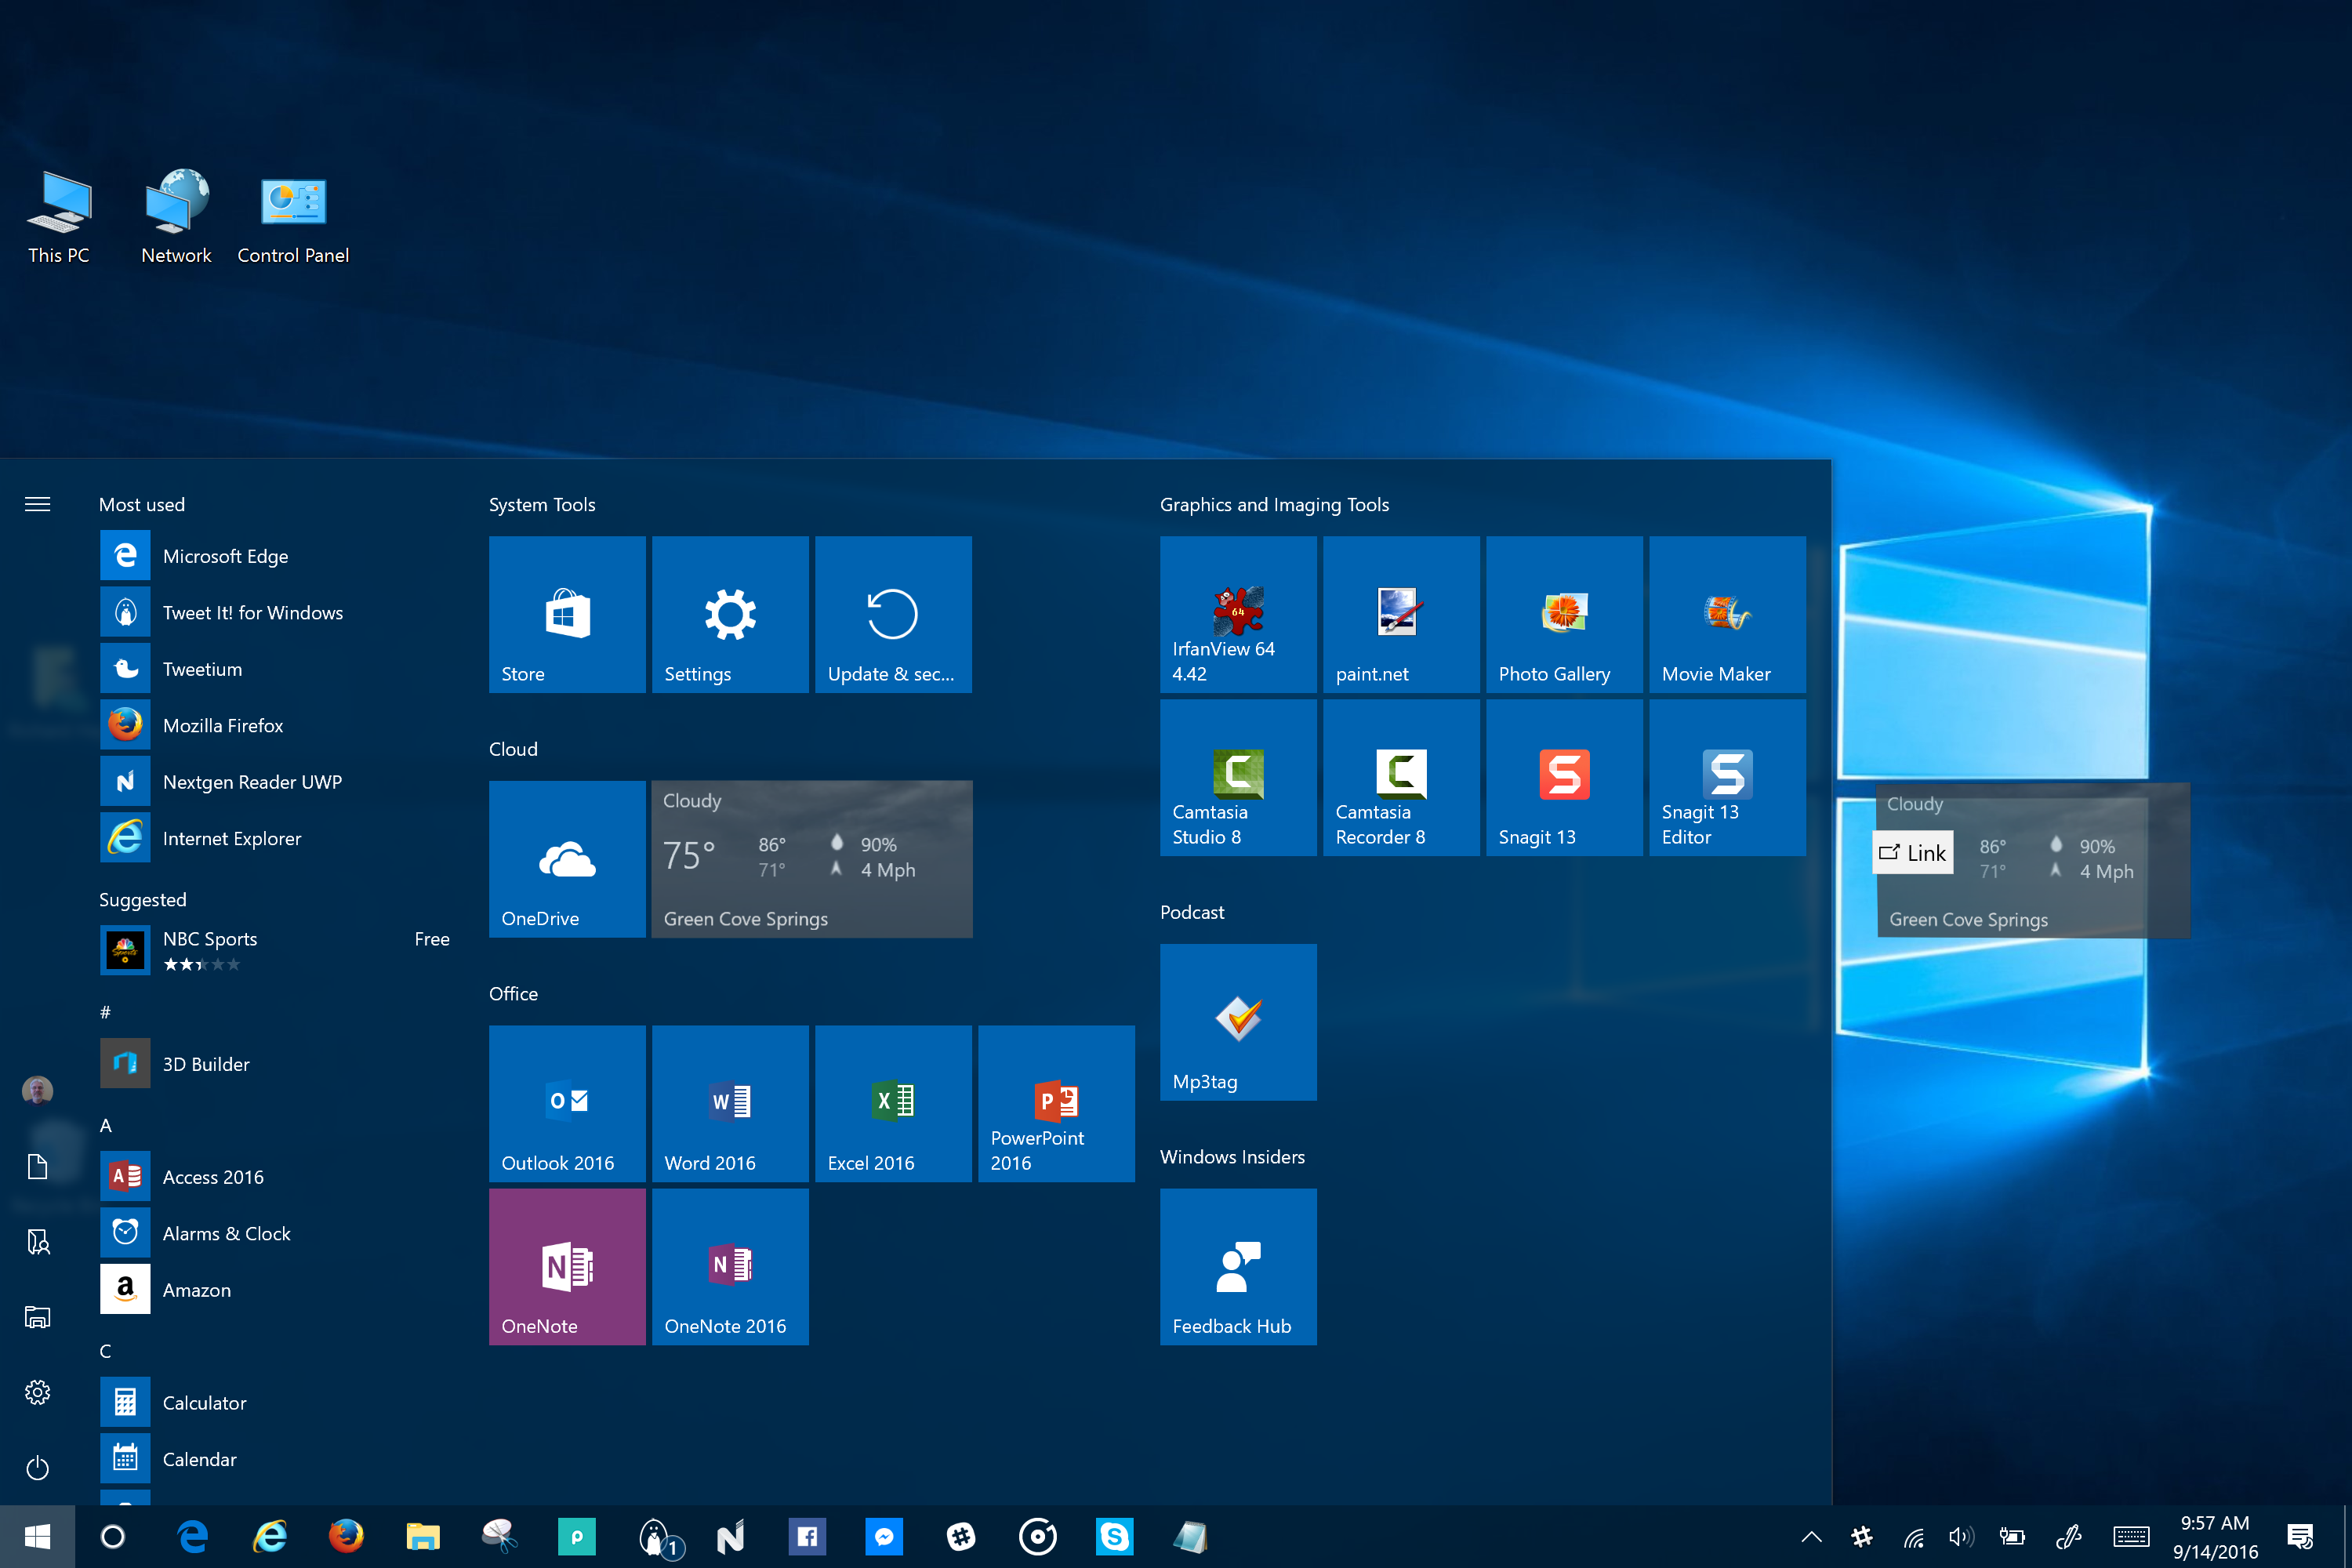 This PC
Network
Control Panel
Most used
Microsoft Edge
Tweet It! for Windows
Tweetium
Mozilla Firefox
Nextgen Reader UWP
Internet Explorer
Suggested
NBC Sports
Free
#
3D Builder
A
Access 2016
Alarms & Clock
Amazon
C
Calculator
Calendar
System Tools
Store
Settings
Update & sec...
Cloud
OneDrive
Cloudy
75° 86° 90%
71° 4 Mph
Green Cove Springs
Office
Outlook 2016
Word 2016
Excel 2016
PowerPoint
2016
OneNote
OneNote 2016
Graphics and Imaging Tools
64
IrfanView 64
4.42
paint.net
Photo Gallery
Movie Maker
Camtasia
Studio 8
Camtasia
Recorder 8
Snagit 13
Snagit 13
Editor
Podcast
Mp3tag
Windows Insiders
Feedback Hub
Cloudy
Link 86° 90%
71° 4 Mph
Green Cove Springs
1
9:57 AM
9/14/2016